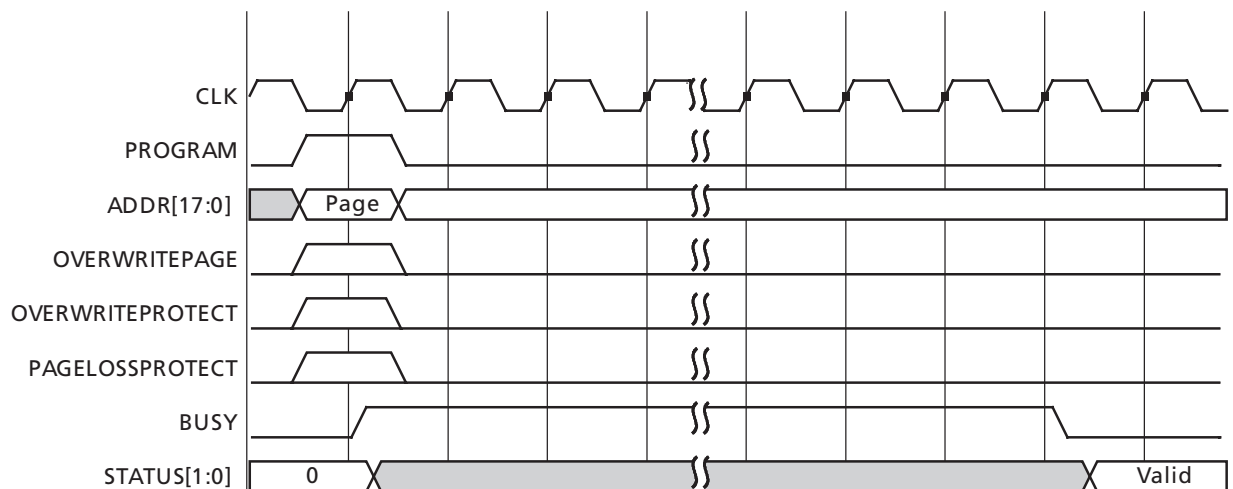 CLK
PROGRAM
ADDR[17:0] Page
OVERWRITEPAGE
OVERWRITEPROTECT
PAGELOSSPROTECT
BUSY
STATUS[1:0] 0 Valid